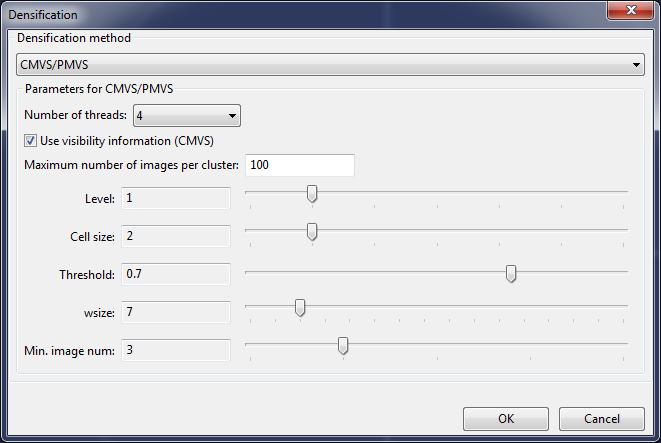 Densification
Densification method
CMVS/PMVS
Parameters for CMVS/PMVS
Number of threads: 4
Use visibility information (CMVS)
Maximum number of images per cluster: 100
Level: 1
Cell size: 2
Threshold: 0.7
wsize: 7
Min. image num: 3
OK Cancel